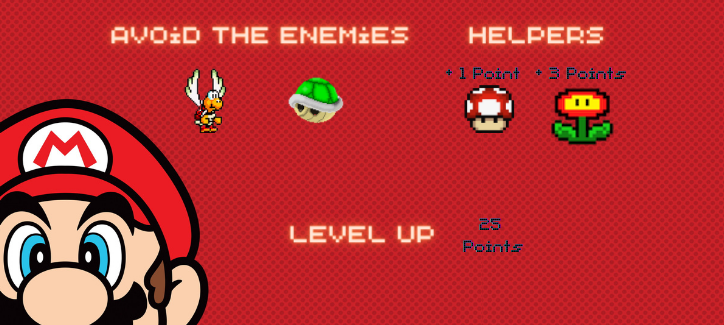 AVOiD THE ENEMiES
HELPERS
+ 1 Point
+ 3 Points
M
LEVEL UP
25
Points